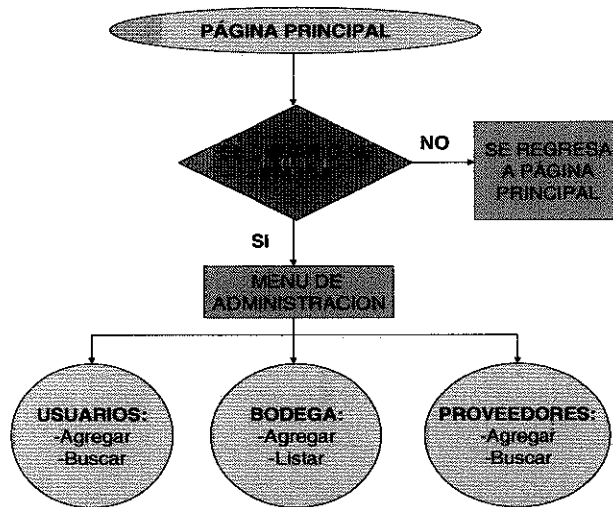 PÁGINA PRINCIPAL
NO
SE REGRESA
A PÁGINA
PRINCIPAL
SI
MENU DE
ADMINISTRACION
USUARIOS:
-Agregar
-Buscar
BODEGA:
-Agregar
-Listar
PROVEEDORES:
-Agregar
-Buscar